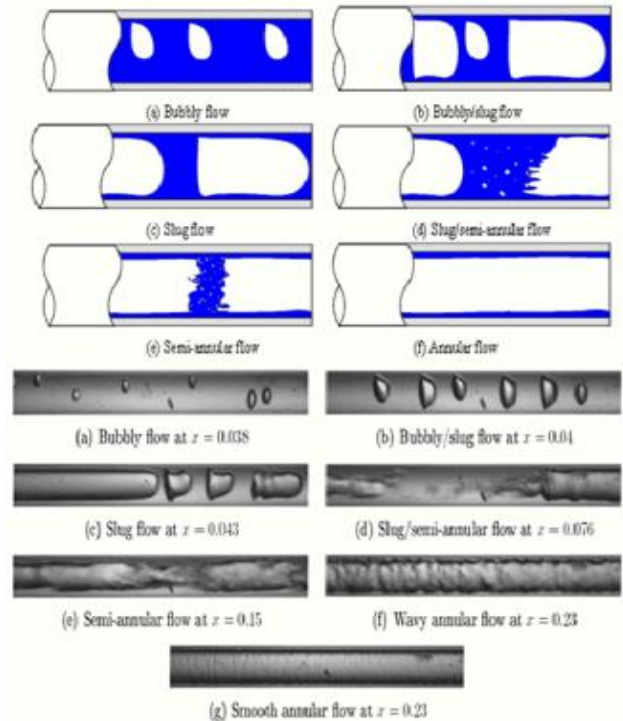 (a) Bubbly flow
(b) Bubbly/slug flow
(c) Slug flow
(d) Slug/semi-annular flow
(e) Semi-annular flow
(f) Annular flow
(a) Bubbly flow at x = 0.038
(b) Bubbly/slug flow at x = 0.04
(c) Slug flow at x = 0.043
(d) Slug/semi-annular flow at x = 0.076
(e) Semi-annular flow at x = 0.15
(f) Wavy annular flow at x = 0.23
(g) Smooth annular flow at x = 0.23